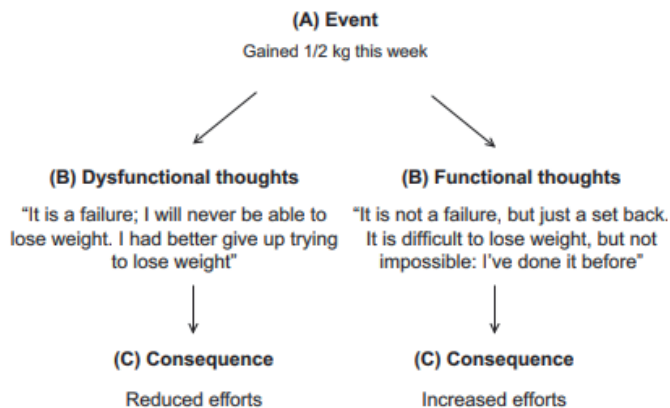 (A) Event
Gained 1/2 kg this week
(B) Dysfunctional thoughts
“It is a failure; I will never be able to
lose weight. I had better give up trying
to lose weight”
(B) Functional thoughts
“It is not a failure, but just a set back.
It is difficult to lose weight, but not
impossible: I’ve done it before”
(C) Consequence
Reduced efforts
(C) Consequence
Increased efforts